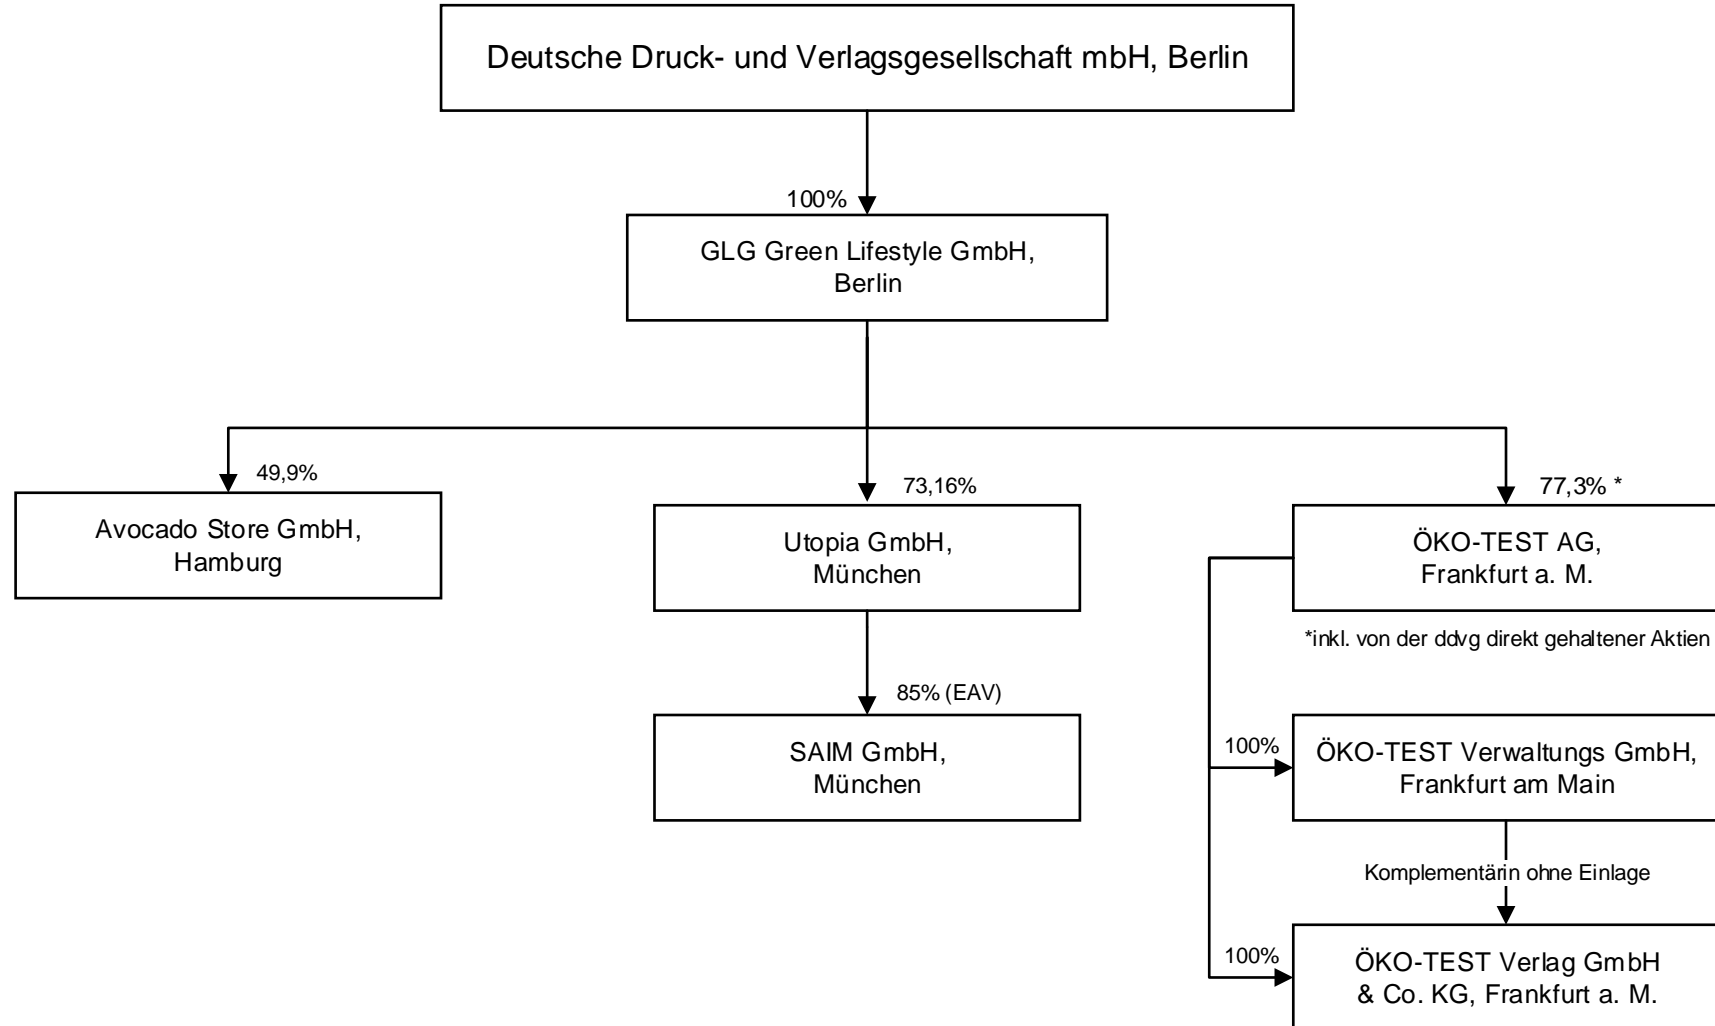 Deutsche Druck- und Verlagsgesellschaft mbH, Berlin
100%
GLG Green Lifestyle GmbH,
Berlin
49,9%
73,16%
77,3% *
Avocado Store GmbH,
Hamburg
Utopia GmbH,
München
ÖKO-TEST AG,
Frankfurt a. M.
*inkl. von der ddvg direkt gehaltener Aktien
85% (EAV)
SAIM GmbH,
München
100%
ÖKO-TEST Verwaltungs GmbH,
Frankfurt am Main
Komplementärin ohne Einlage
100%
ÖKO-TEST Verlag GmbH
& Co. KG, Frankfurt a. M.